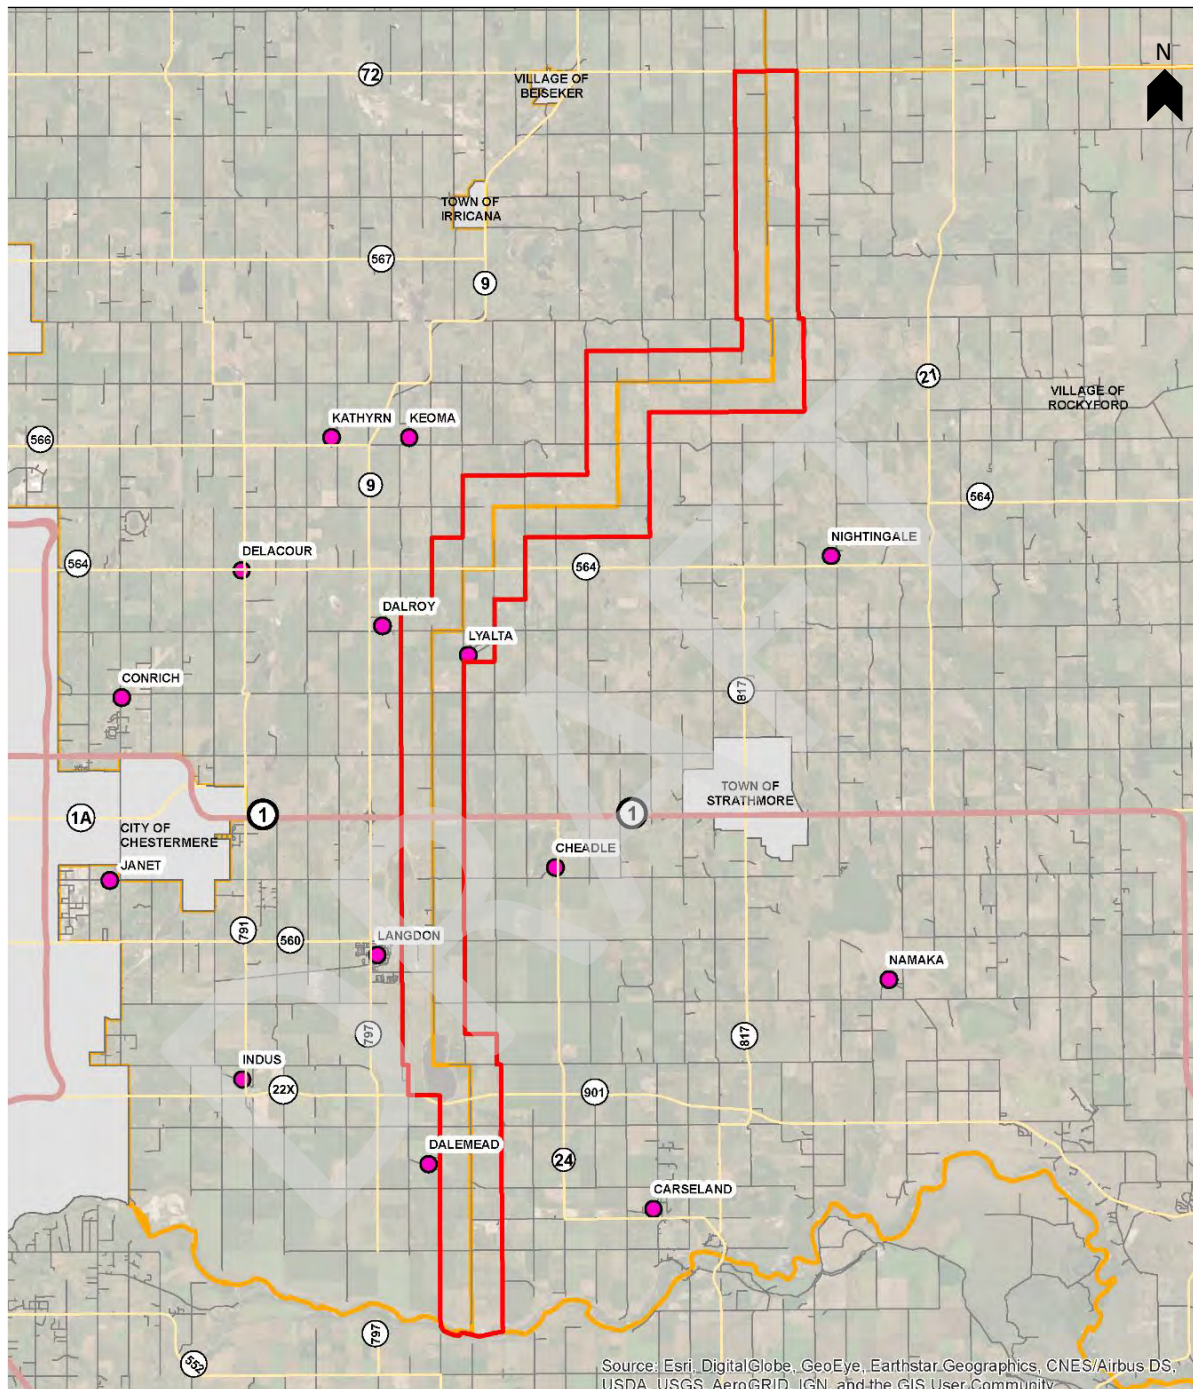 N
72
VILLAGE OF
BEISEKER
TOWN OF
IRRICANA
567
9
21
VILLAGE OF
ROCKYFORD
KATHYRN
KEOMA
566
9
564
NIGHTINGALE
DELACOUR
564
564
DALROY
LYALTA
CONRICH
817
TOWN OF
STRATHMORE
1A
1
1
CITY OF
CHESTERMERE
CHEADLE
JANET
791
560
LANGDON
NAMAKA
797
817
INDUS
22X
901
DALEMEAD
24
CARSELAND
797
552
DRAFT
Source: Esri, DigitalGlobe, GeoEye, Earthstar Geographics, CNES/Airbus DS,
USDA, USGS, AeroGRID, IGN, and the GIS User Community